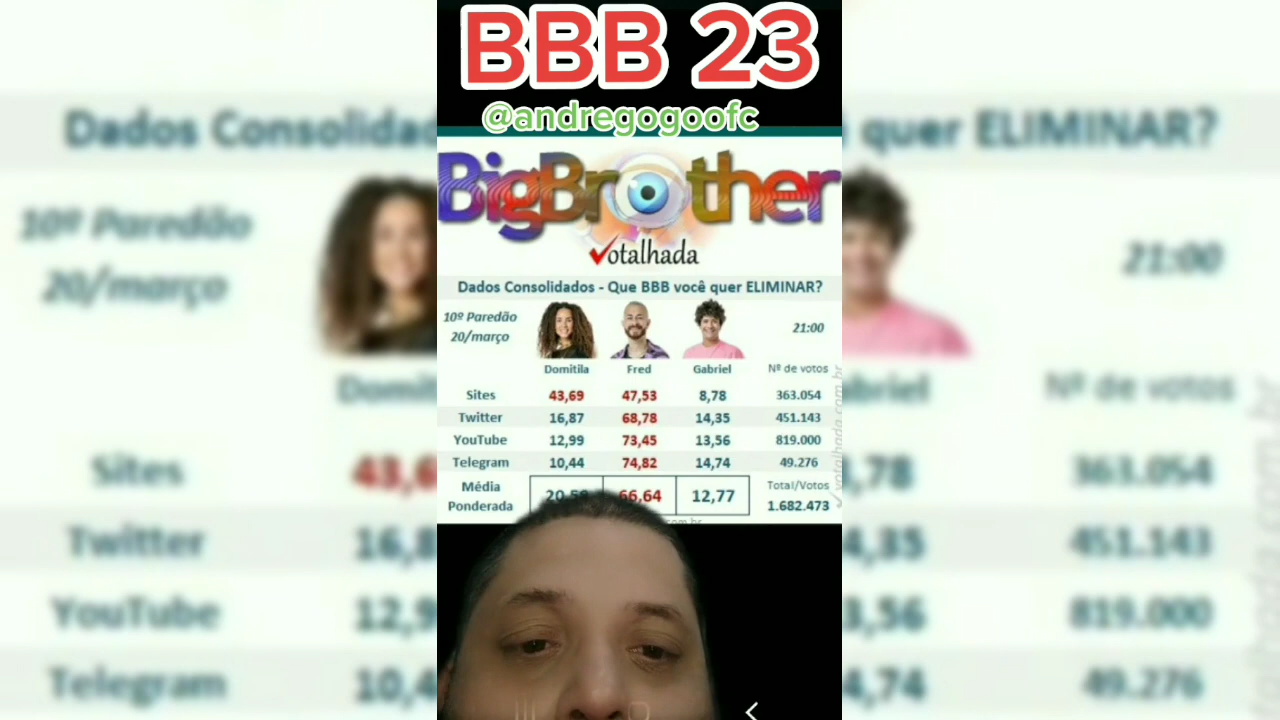 BBB 23
@andregogoofc
BigBrother
Votalhada
Dados Consolidados - Que BBB você quer ELIMINAR?
10º Paredão
20/março
21:00
Domitila Fred Gabriel Nº de votos
Sites 43,69 47,53 8,78 363.054
Twitter 16,87 68,78 14,35 451.143
YouTube 12,99 73,45 13,56 819.000
Telegram 10,44 74,82 14,74 49.276
Média Ponderada 66,64 12,77
Total/Votos
1.682.473
votalhada.com.br